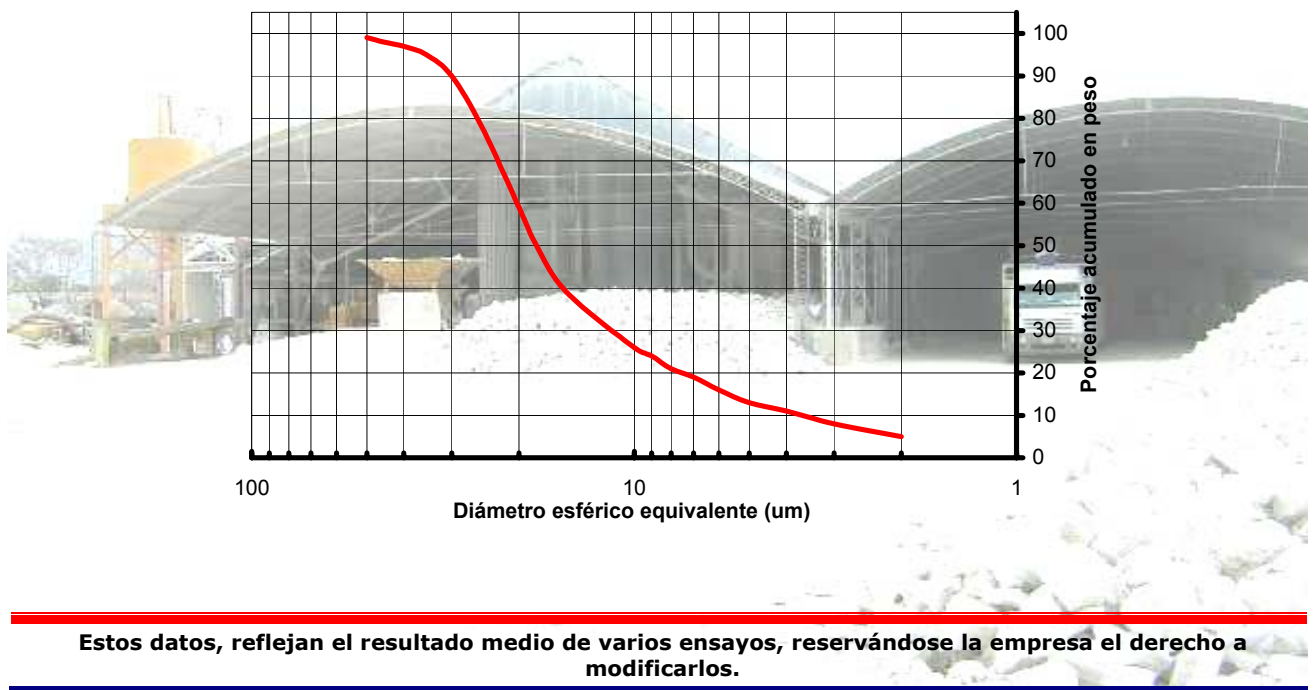 100
90
80
70
60
50
40
30
20
10
0
Porcentaje acumulado en peso
100 10 1
Diámetro esférico equivalente (um)
Estos datos, reflejan el resultado medio de varios ensayos, reservándose la empresa el derecho a
modificarlos.